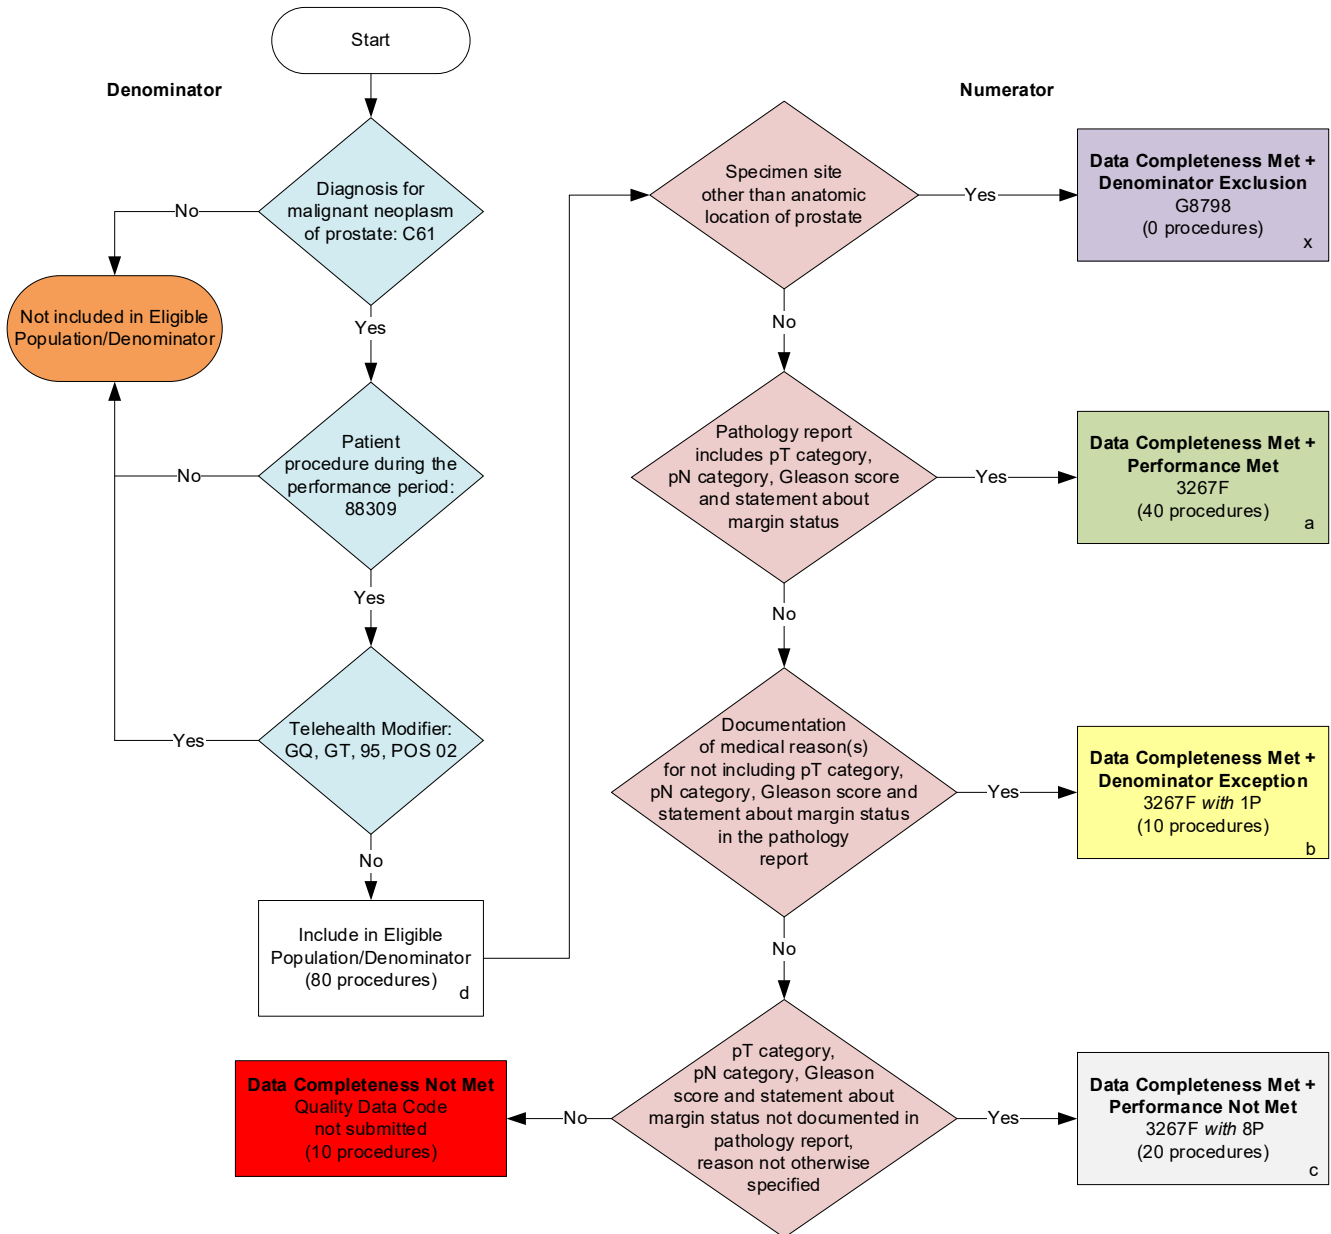 Start
Denominator
Diagnosis for
malignant neoplasm
of prostate: C61
No
Not included in Eligible
Population/Denominator
Yes
Patient
procedure during the
performance period:
88309
No
Yes
Telehealth Modifier:
GQ, GT, 95, POS 02
Yes
No
Include in Eligible
Population/Denominator
(80 procedures)
d
Numerator
Specimen site
other than anatomic
location of prostate
Yes
Data Completeness Met +
Denominator Exclusion
G8798
(0 procedures)
x
No
Pathology report
includes pT category,
pN category, Gleason score
and statement about
margin status
Yes
Data Completeness Met +
Performance Met
3267F
(40 procedures)
a
No
Documentation
of medical reason(s)
for not including pT category,
pN category, Gleason score and
statement about margin status
in the pathology
report
Yes
Data Completeness Met +
Denominator Exception
3267F with 1P
(10 procedures)
b
No
pT category,
pN category, Gleason
score and statement about
margin status not documented in
pathology report,
reason not otherwise
specified
Yes
Data Completeness Met +
Performance Not Met
3267F with 8P
(20 procedures)
c
No
Data Completeness Not Met
Quality Data Code
not submitted
(10 procedures)